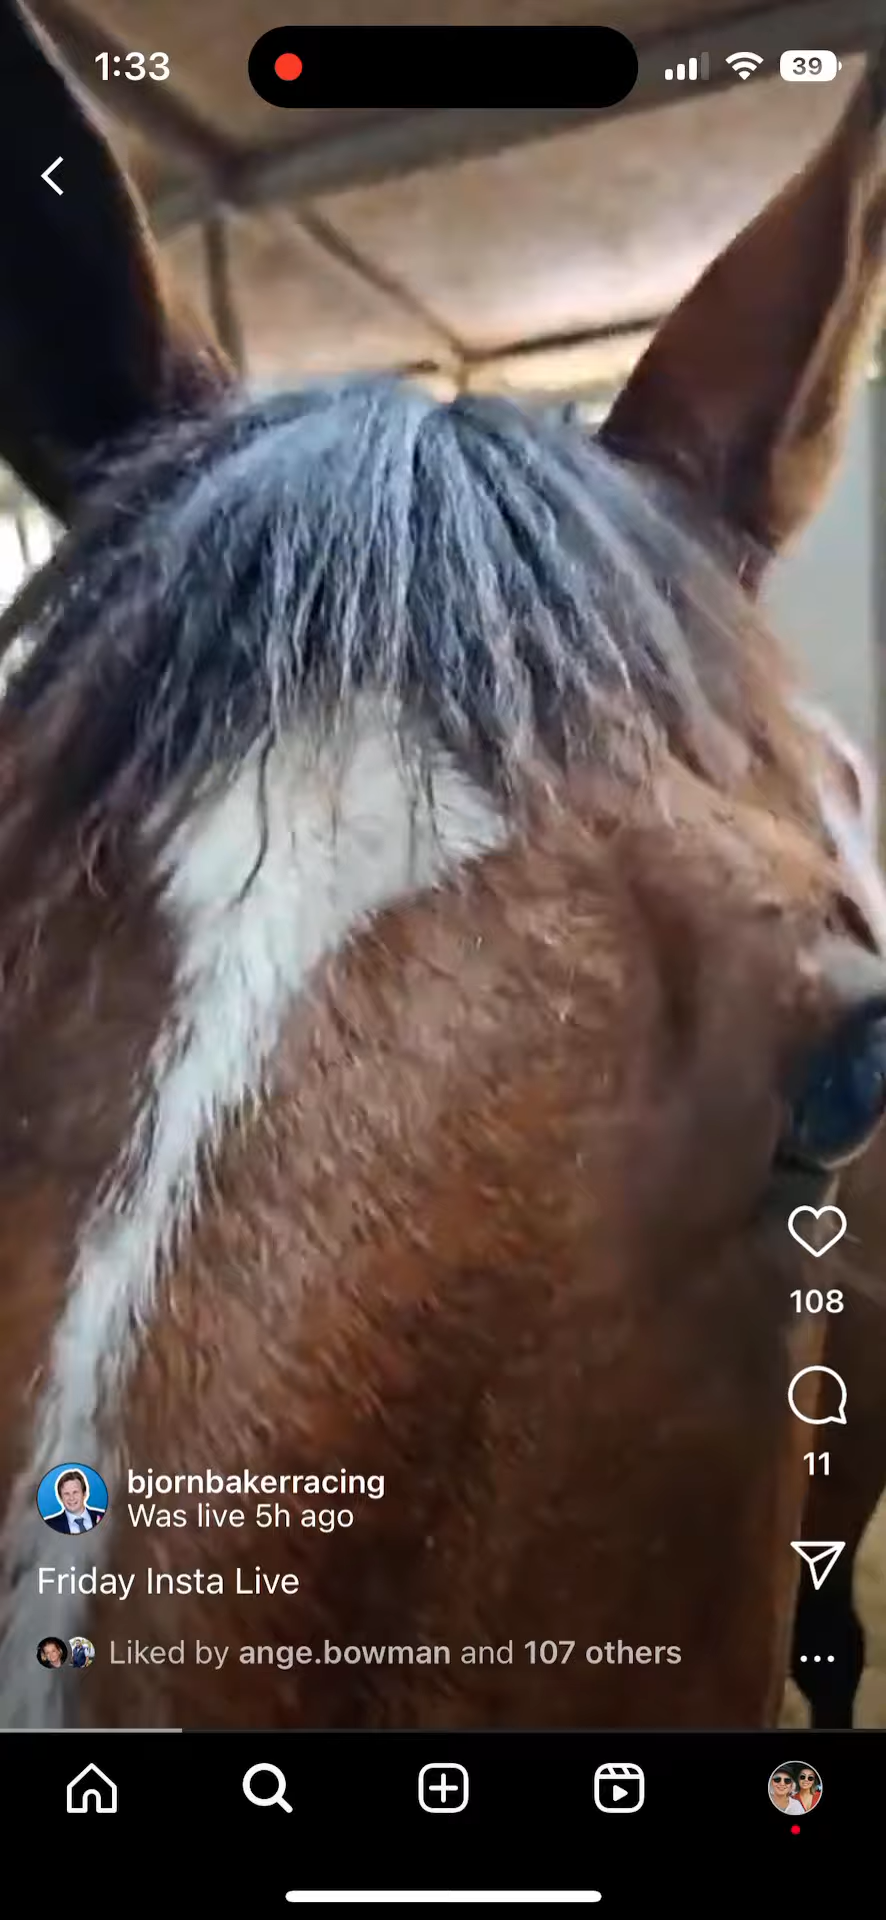 1:33
39
108
11
bjornbakerracing
Was live 5h ago
Friday Insta Live
Liked by ange.bowman and 107 others